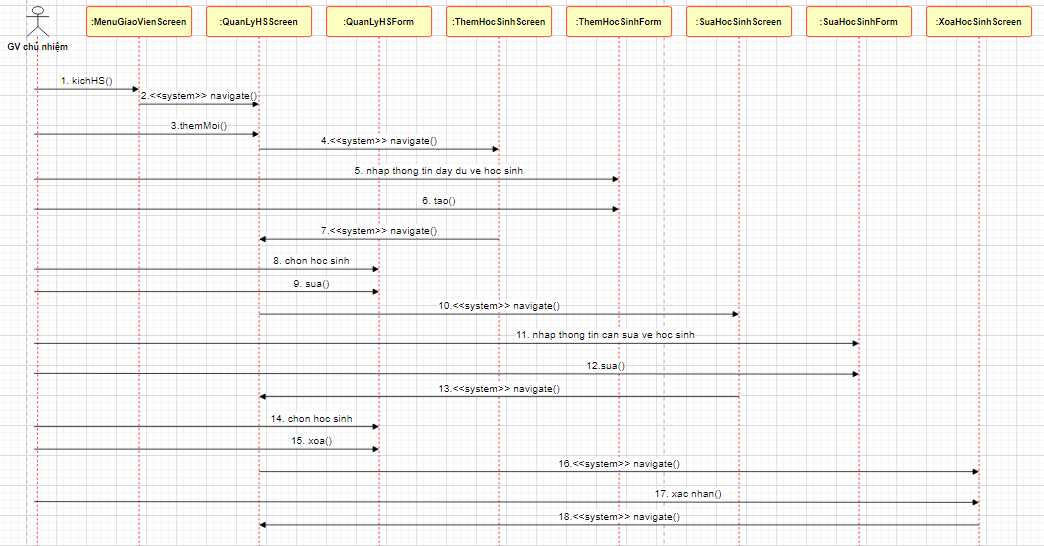 :MenuGiaoVienScreen
:QuanLyHSScreen
:QuanLyHSForm
:ThemHocSinhScreen
:ThemHocSinhForm
:SuaHocSinhScreen
:SuaHocSinhForm
:XoaHocSinhScreen
GV chủ nhiệm
1. kichHS()
2.<<system>> navigate()
3.themMoi()
4.<<system>> navigate()
5. nhap thong tin day du ve hoc sinh
6. tao()
7.<<system>> navigate()
8. chon hoc sinh
9. sua()
10.<<system>> navigate()
11. nhap thong tin can sua ve hoc sinh
12.sua()
13.<<system>> navigate()
14. chon hoc sinh
15. xoa()
16.<<system>> navigate()
17. xac nhan()
18.<<system>> navigate()